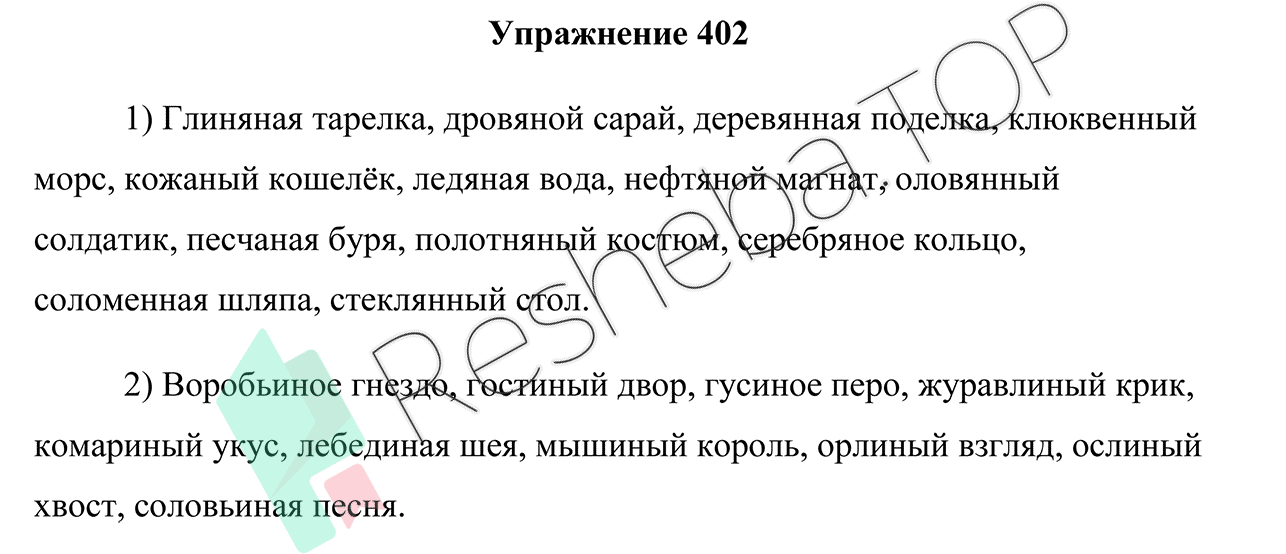 Упражнение 402
1) Глиняная тарелка, дровяной сарай, деревянная поделка, клюквенный
морс, кожаный кошелёк, ледяная вода, нефтяной магнат, оловянный
солдатик, песчаная буря, полотняный костюм, серебряное кольцо,
соломенная шляпа, стеклянный стол.
2) Воробьиное гнездо, гостиный двор, гусиное перо, журавлиный крик,
комариный укус, лебединая шея, мышиный король, орлиный взгляд, ослиный
хвост, соловьиная песня.
Resheba.TOP